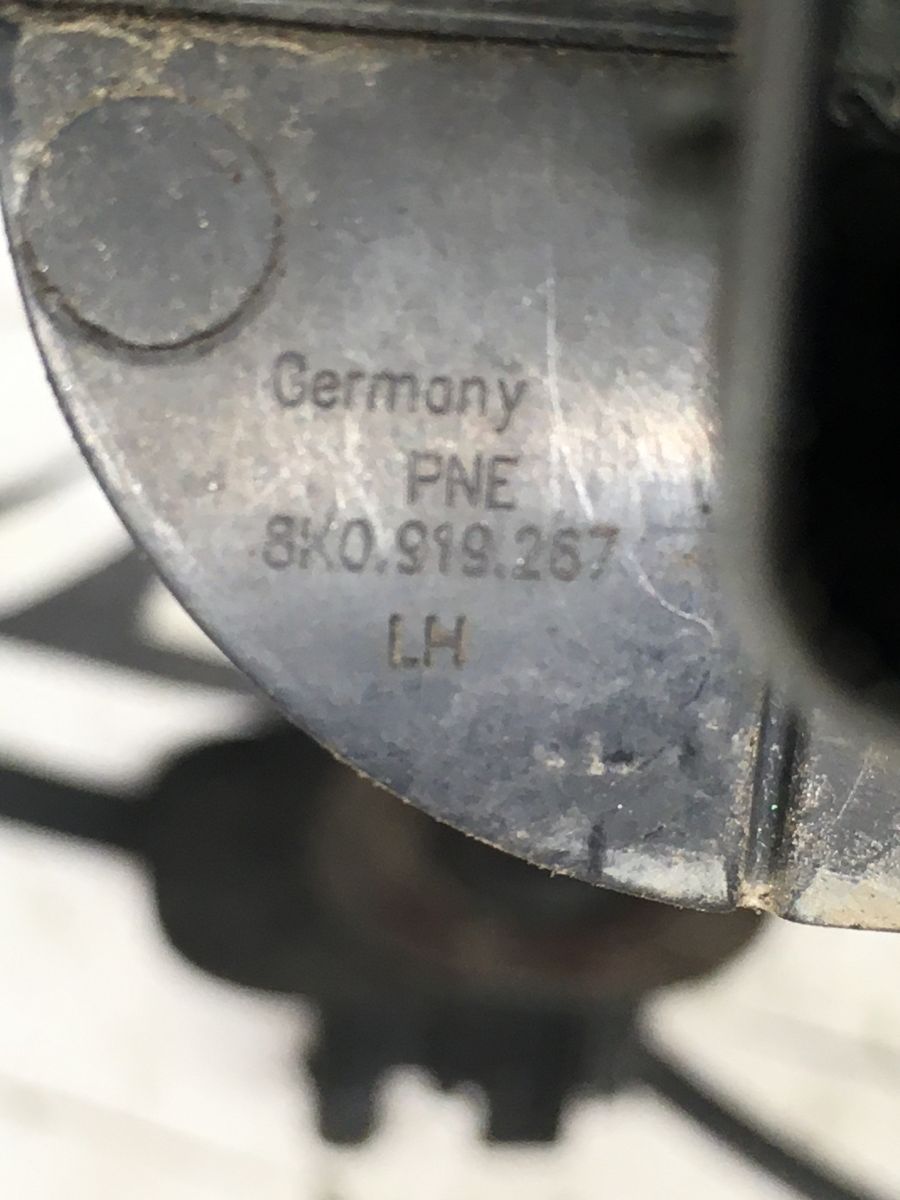 Germany
PNE
8K0.919.267
LH